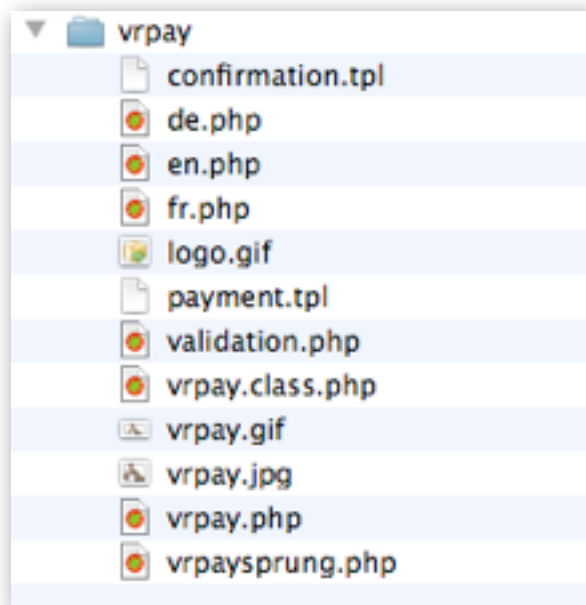 vrpay
confirmation.tpl
de.php
en.php
fr.php
logo.gif
payment.tpl
validation.php
vrpay.class.php
vrpay.gif
vrpay.jpg
vrpay.php
vrpaysprung.php